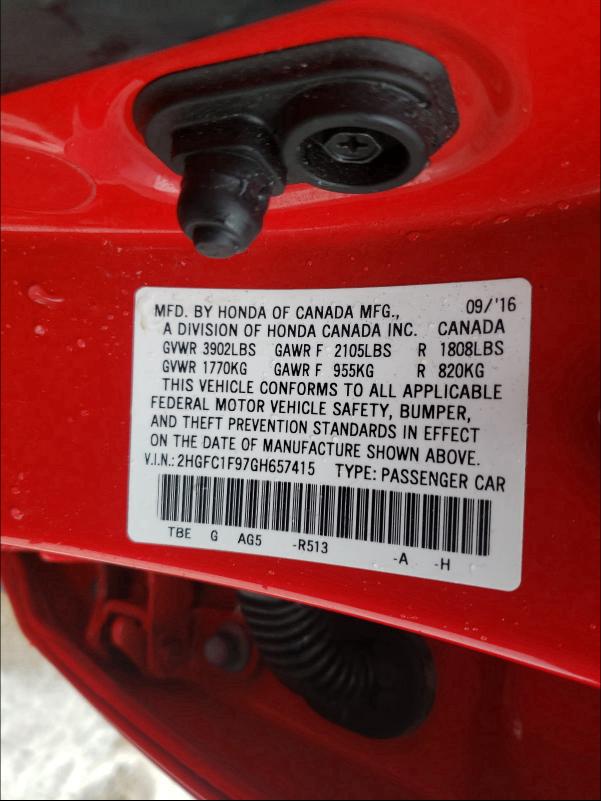 MFD. BY HONDA OF CANADA MFG., 09/'16
A DIVISION OF HONDA CANADA INC. CANADA
GVWR 3902LBS GAWR F 2105LBS R 1808LBS
GVWR 1770KG GAWR F 955KG R 820KG
THIS VEHICLE CONFORMS TO ALL APPLICABLE
FEDERAL MOTOR VEHICLE SAFETY, BUMPER,
AND THEFT PREVENTION STANDARDS IN EFFECT
ON THE DATE OF MANUFACTURE SHOWN ABOVE.
V.I.N.: 2HGFC1F97GH657415 TYPE: PASSENGER CAR
TBE G AG5 -R513 -A -H